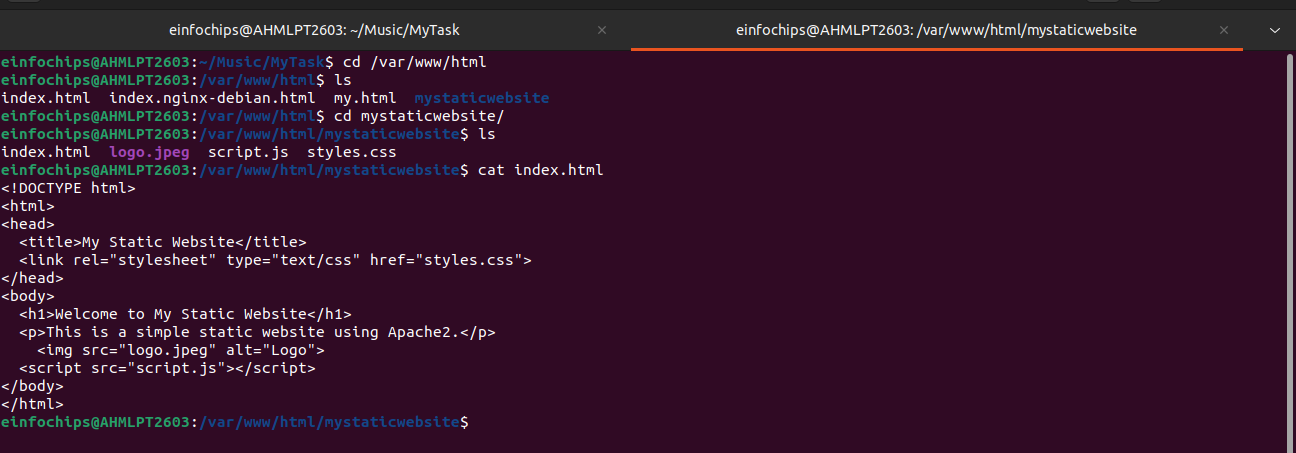 einfochips@AHMLPT2603: ~/Music/MyTask
einfochips@AHMLPT2603: /var/www/html/mystaticwebsite
einfochips@AHMLPT2603:~/Music/MyTask$ cd /var/www/html
einfochips@AHMLPT2603:/var/www/html$ ls
index.html  index.nginx-debian.html  my.html  mystaticwebsite
einfochips@AHMLPT2603:/var/www/html$ cd mystaticwebsite/
einfochips@AHMLPT2603:/var/www/html/mystaticwebsite$ ls
index.html  logo.jpeg  script.js  styles.css
einfochips@AHMLPT2603:/var/www/html/mystaticwebsite$ cat index.html
<!DOCTYPE html>
<html>
<head>
  <title>My Static Website</title>
  <link rel="stylesheet" type="text/css" href="styles.css">
</head>
<body>
  <h1>Welcome to My Static Website</h1>
  <p>This is a simple static website using Apache2.</p>
    <img src="logo.jpeg" alt="Logo">
  <script src="script.js"></script>
</body>
</html>
einfochips@AHMLPT2603:/var/www/html/mystaticwebsite$